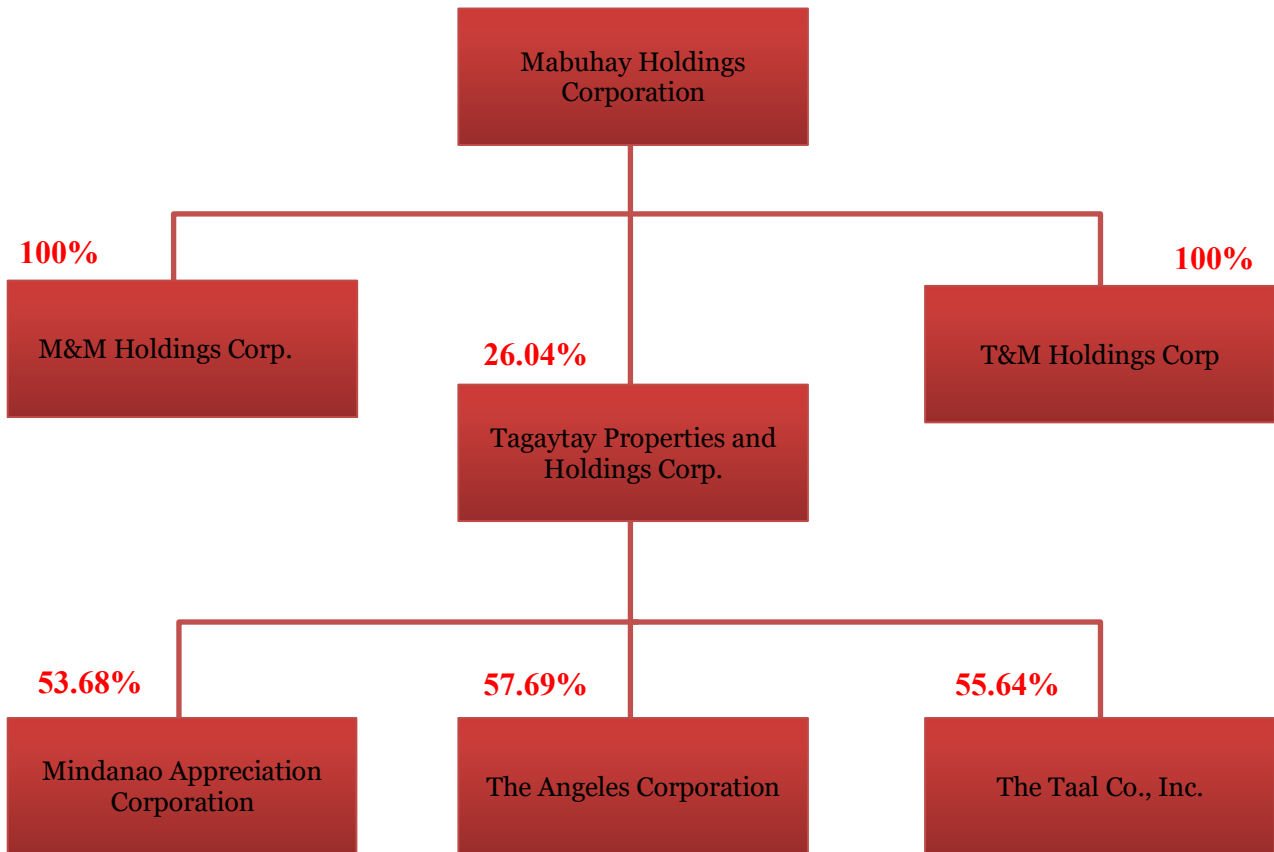 Mabuhay Holdings
Corporation
100%
100%
M&M Holdings Corp.
26.04%
T&M Holdings Corp
Tagaytay Properties and
Holdings Corp.
53.68%
57.69%
55.64%
Mindanao Appreciation
Corporation
The Angeles Corporation
The Taal Co., Inc.